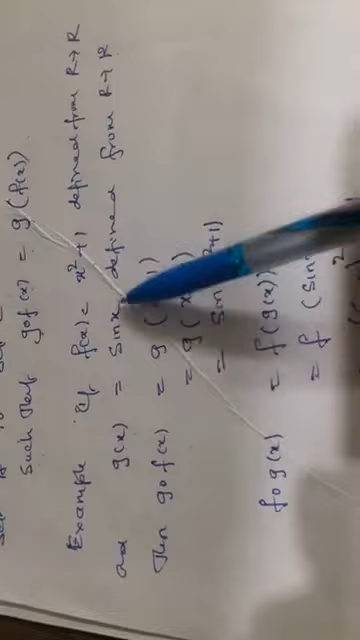 Such that gof(x) = g(f(x))
Example If f(x) = x²+1 defined from R→R
and g(x) = Sinx defined from R→R
Then gof(x) = g(
= g(x
= Sin
fog(x) = f(g(x)
= f (Sin